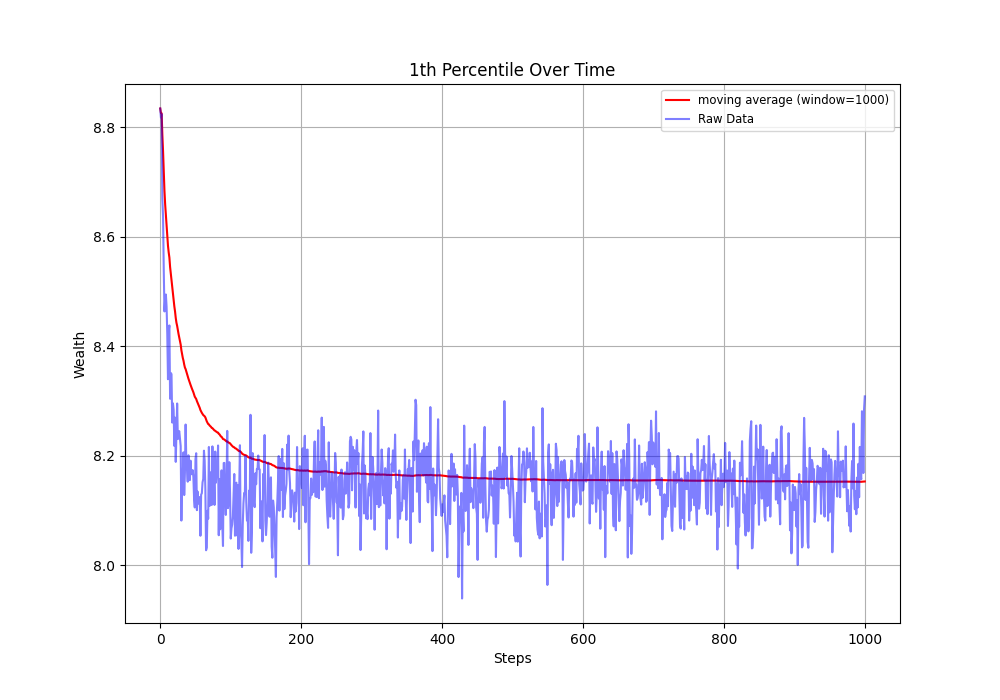 1th Percentile Over Time
moving average (window=1000)
Raw Data
8.8
8.6
8.4
8.2
8.0
Wealth
0 200 400 600 800 1000
Steps